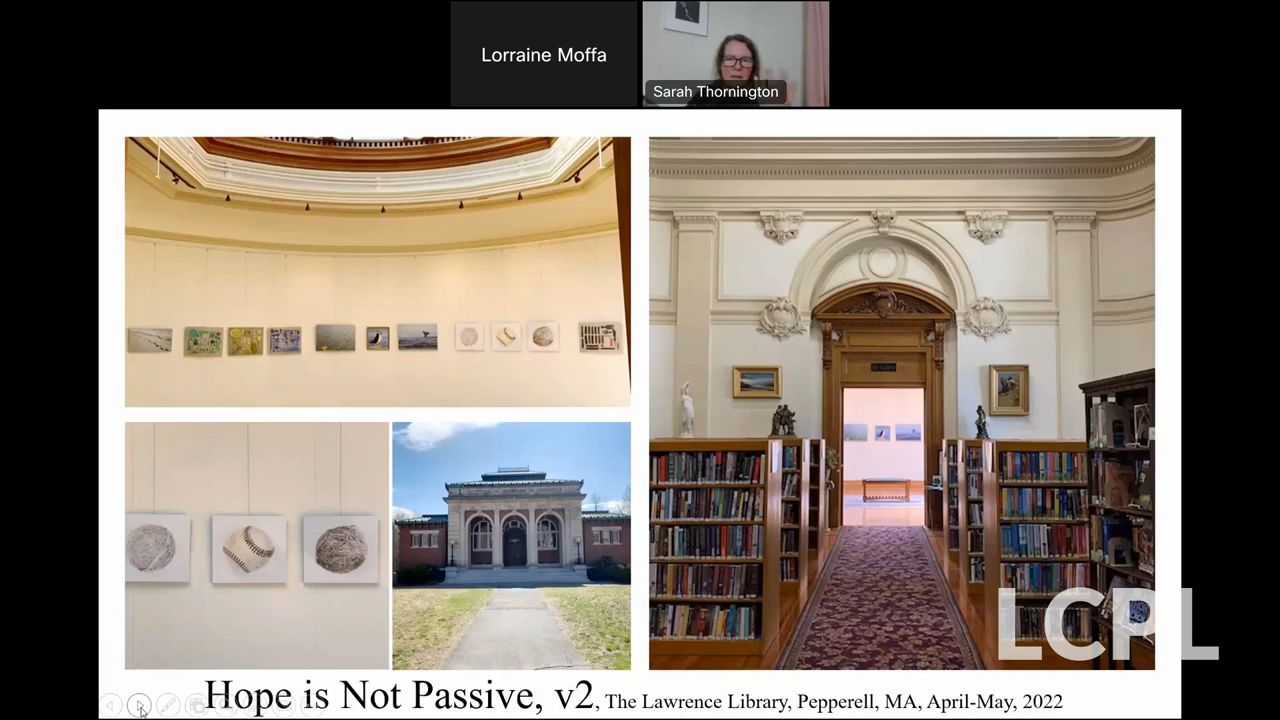 Lorraine Moffa
Sarah Thornington
LCPL
Hope is Not Passive, v2, The Lawrence Library, Pepperell, MA, April-May, 2022